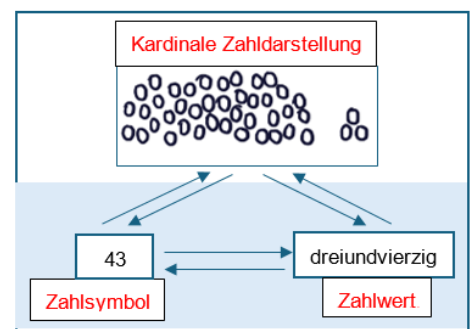 Kardinale Zahldarstellung
43
dreiundvierzig
Zahlsymbol
Zahlwert